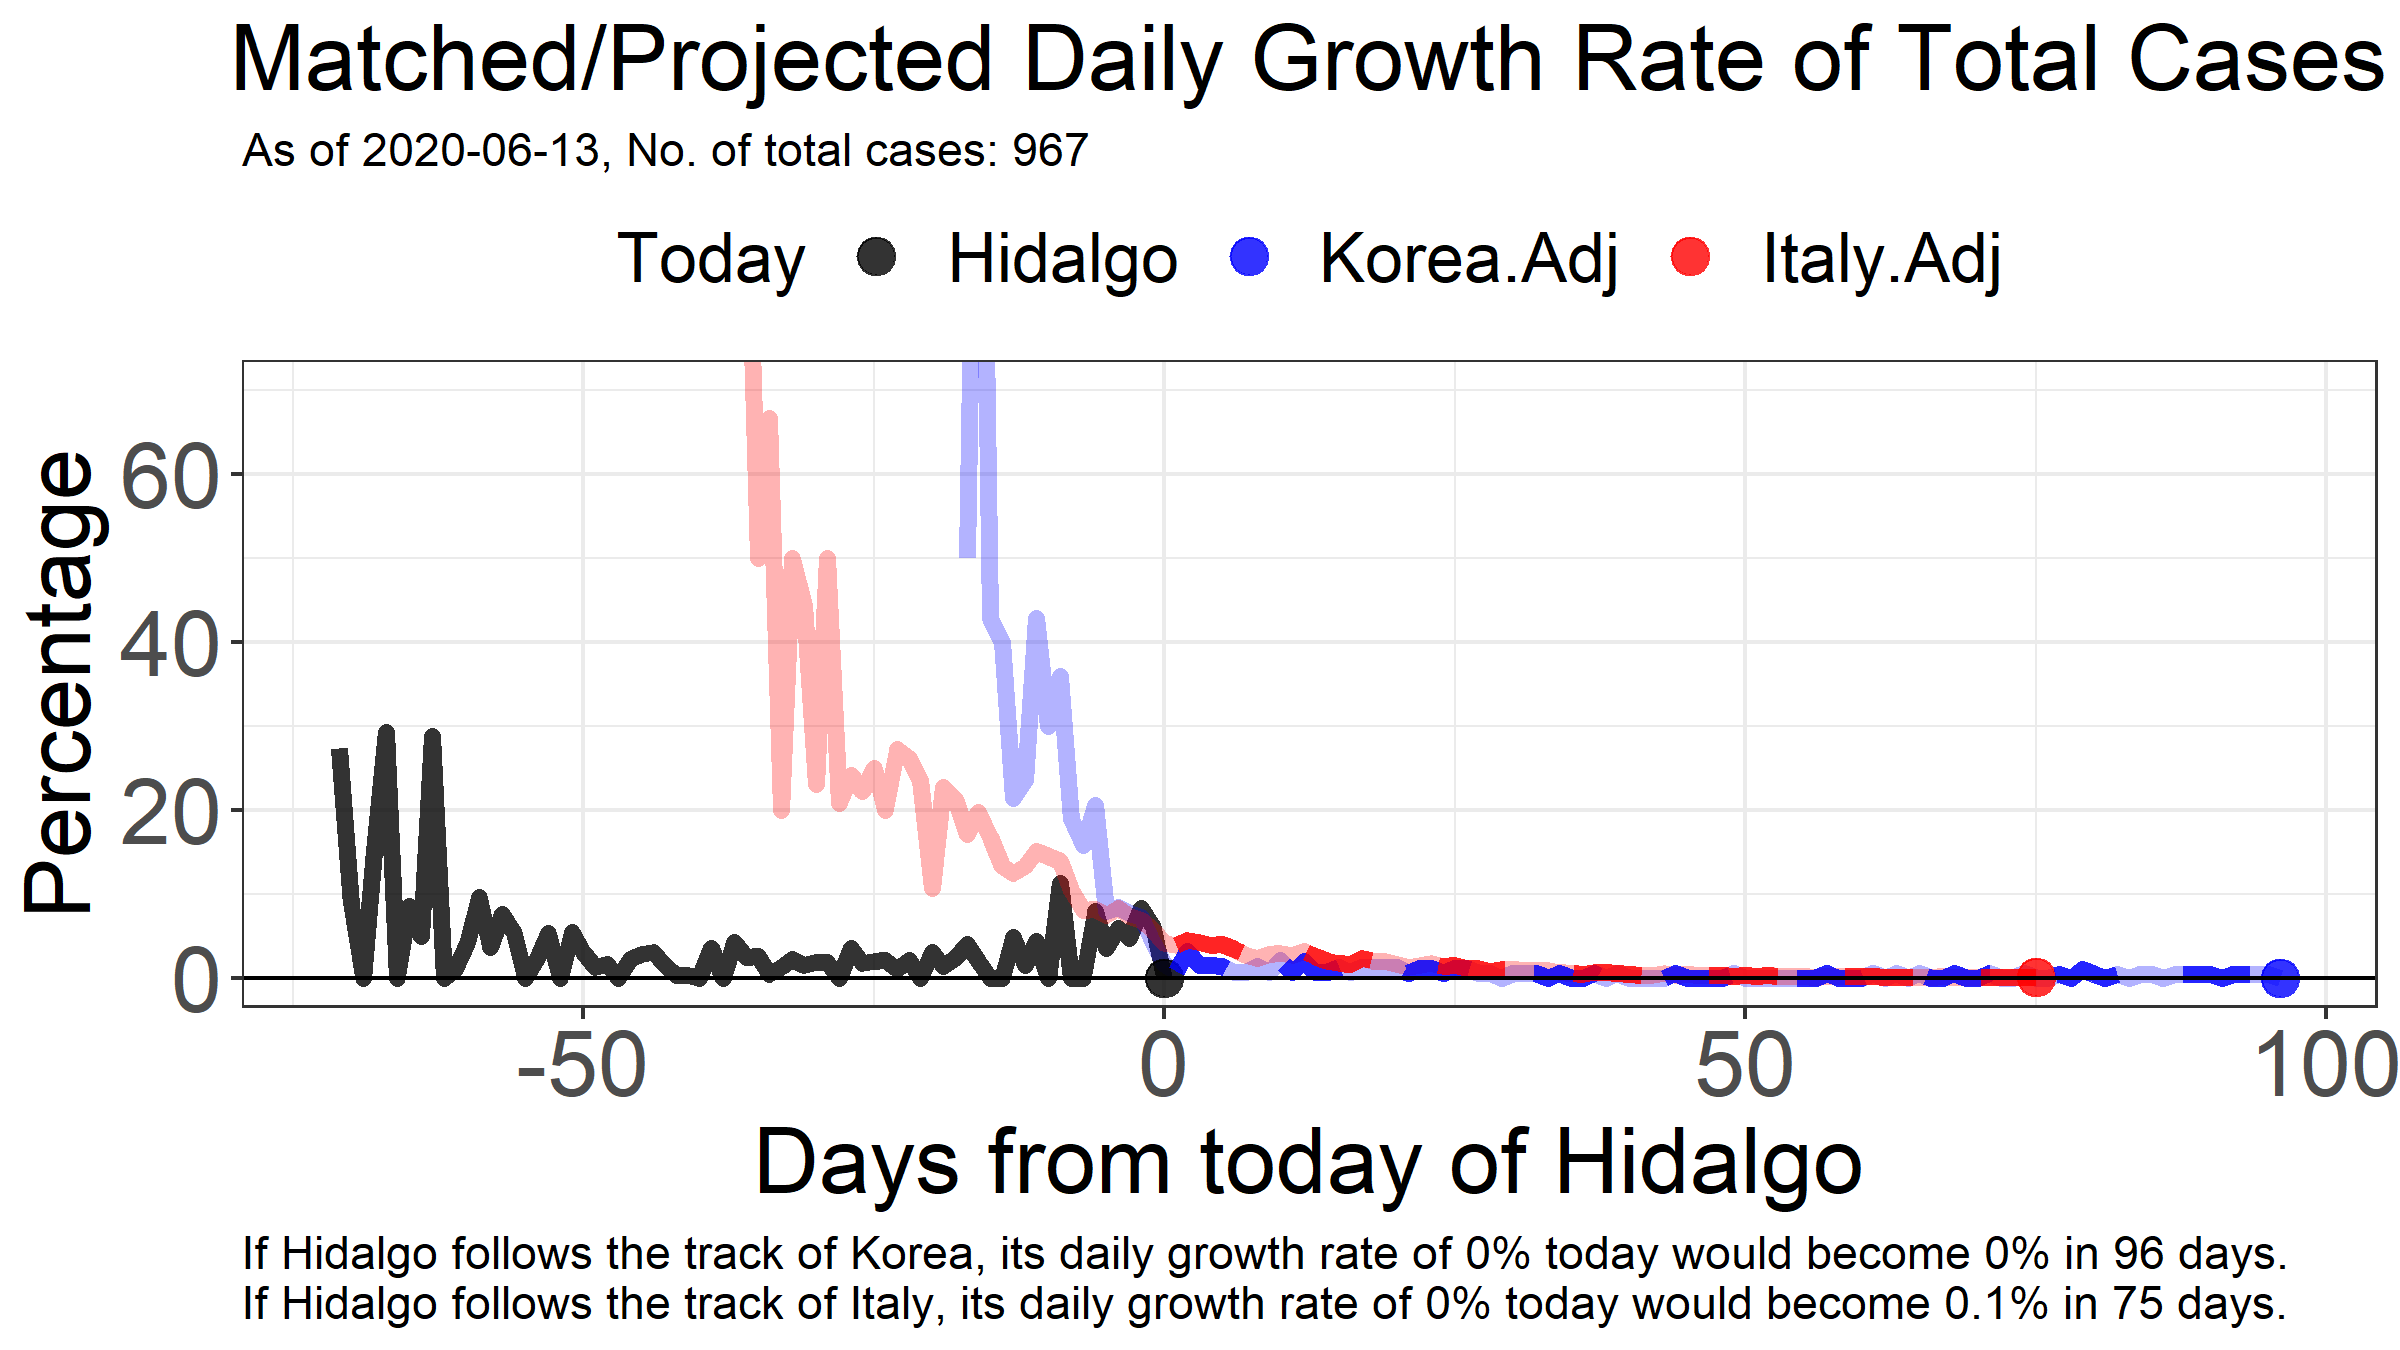 Matched/Projected Daily Growth Rate of Total Cases
As of 2020-06-13, No. of total cases: 967
Today Hidalgo Korea.Adj Italy.Adj
Percentage
60
40
20
0
-50 0 50 100
Days from today of Hidalgo
If Hidalgo follows the track of Korea, its daily growth rate of 0% today would become 0% in 96 days.
If Hidalgo follows the track of Italy, its daily growth rate of 0% today would become 0.1% in 75 days.